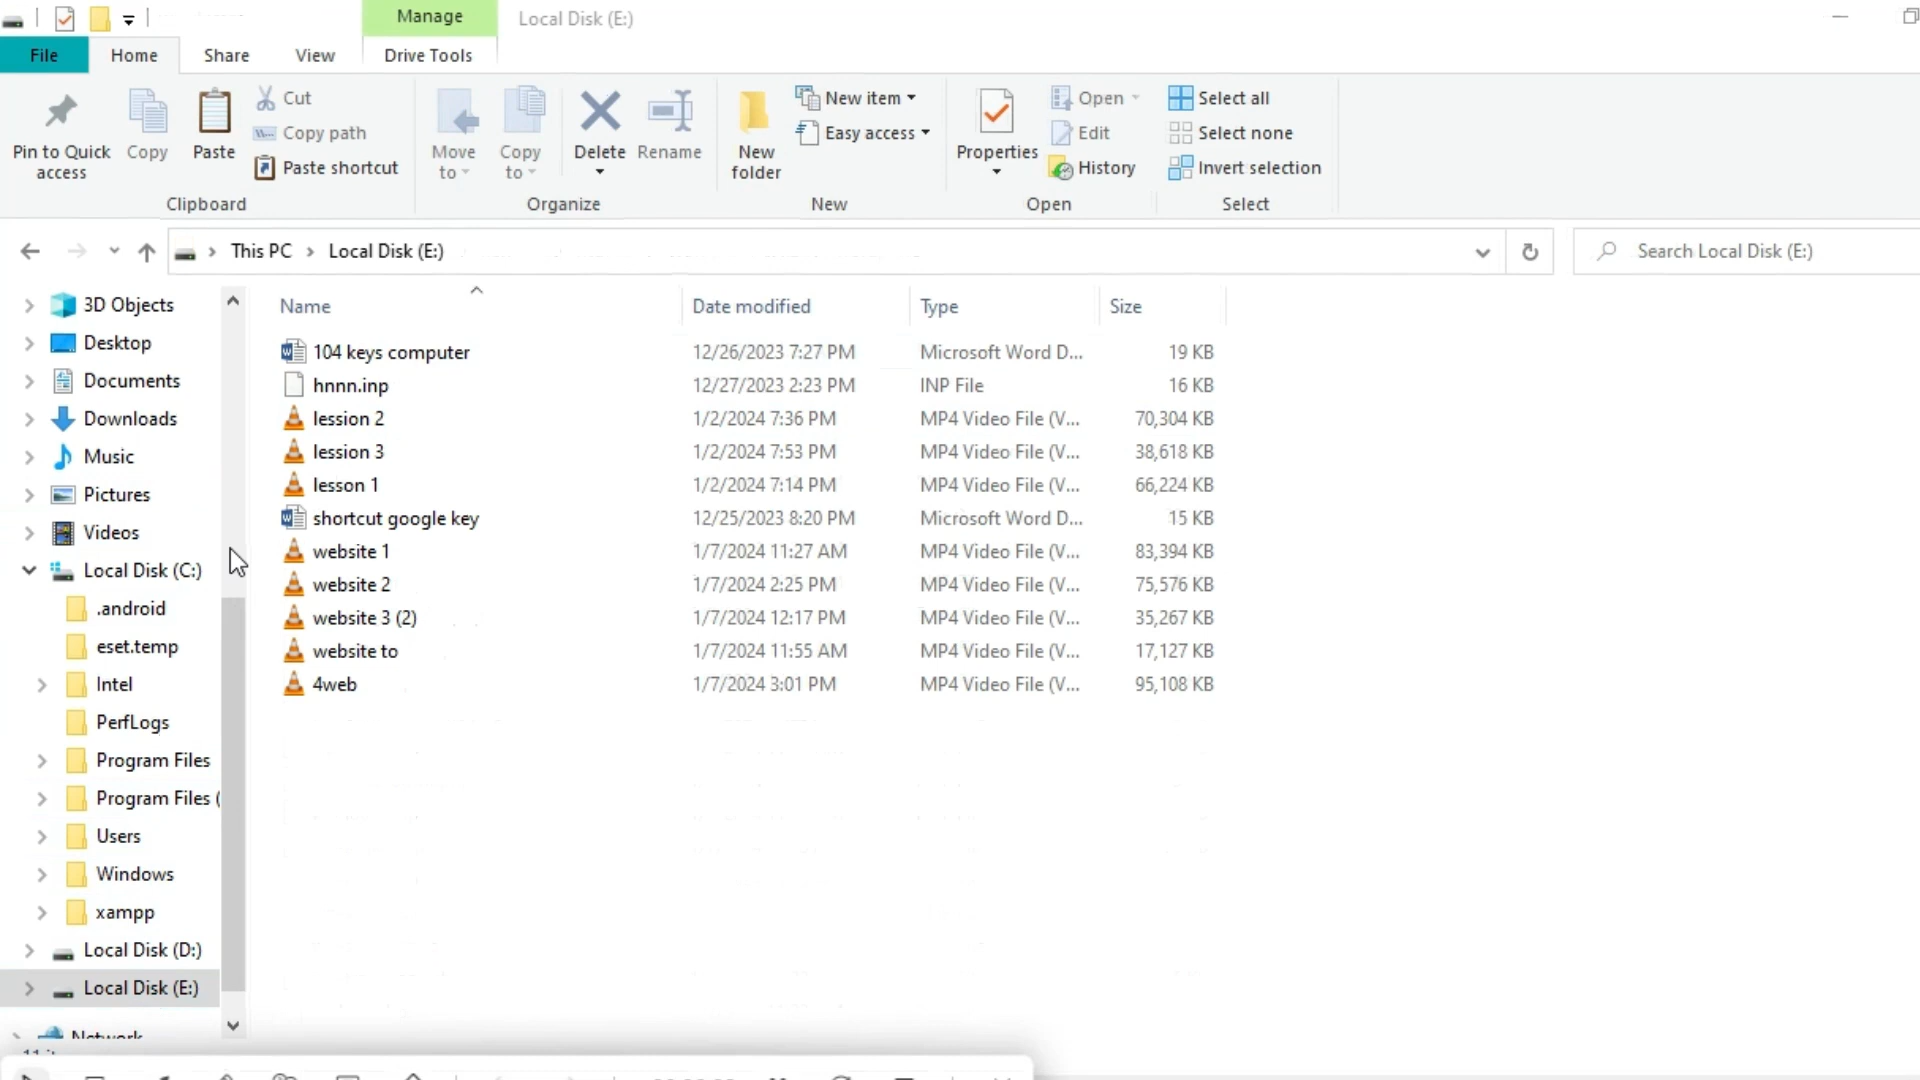 Manage
Local Disk (E:)
File Home Share View Drive Tools
Pin to Quick access
Copy
Paste
Cut
Copy path
Paste shortcut
Clipboard
Move to
Copy to
Delete
Rename
Organize
New folder
New item
Easy access
New
Properties
Open
Edit
History
Open
Select all
Select none
Invert selection
Select
This PC > Local Disk (E:)
Search Local Disk (E:)
3D Objects
Desktop
Documents
Downloads
Music
Pictures
Videos
Local Disk (C:)
.android
eset.temp
Intel
PerfLogs
Program Files
Program Files (
Users
Windows
xampp
Local Disk (D:)
Local Disk (E:)
Network
Name Date modified Type Size
104 keys computer 12/26/2023 7:27 PM Microsoft Word D... 19 KB
hnnn.inp 12/27/2023 2:23 PM INP File 16 KB
lession 2 1/2/2024 7:36 PM MP4 Video File (V... 70,304 KB
lession 3 1/2/2024 7:53 PM MP4 Video File (V... 38,618 KB
lesson 1 1/2/2024 7:14 PM MP4 Video File (V... 66,224 KB
shortcut google key 12/25/2023 8:20 PM Microsoft Word D... 15 KB
website 1 1/7/2024 11:27 AM MP4 Video File (V... 83,394 KB
website 2 1/7/2024 2:25 PM MP4 Video File (V... 75,576 KB
website 3 (2) 1/7/2024 12:17 PM MP4 Video File (V... 35,267 KB
website to 1/7/2024 11:55 AM MP4 Video File (V... 17,127 KB
4web 1/7/2024 3:01 PM MP4 Video File (V... 95,108 KB